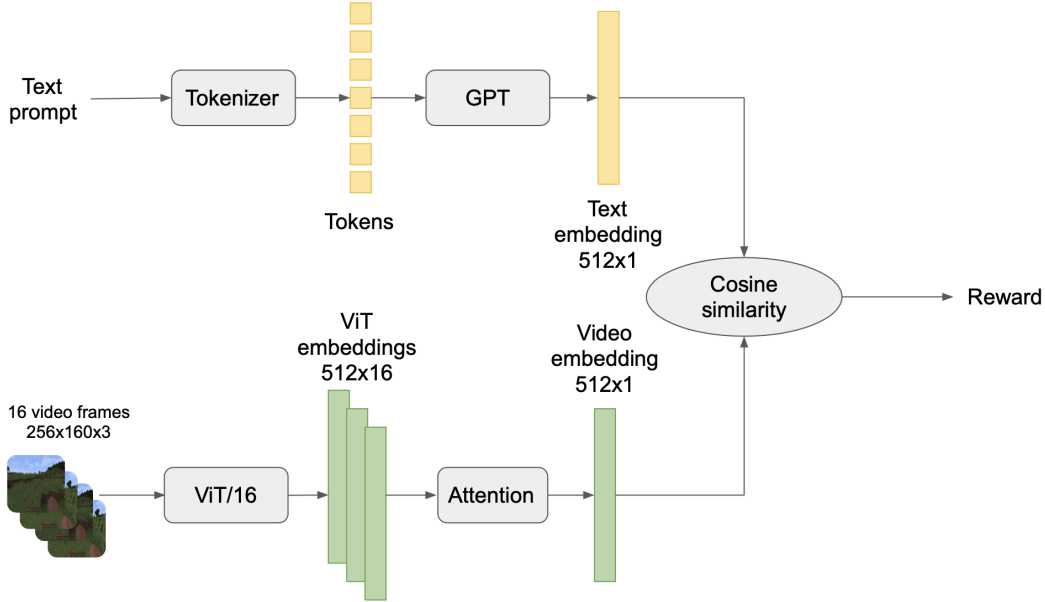 Text
prompt
Tokenizer
GPT
Tokens
Text
embedding
512x1
Cosine
similarity
Reward
ViT
embeddings
512x16
Video
embedding
512x1
16 video frames
256x160x3
ViT/16
Attention